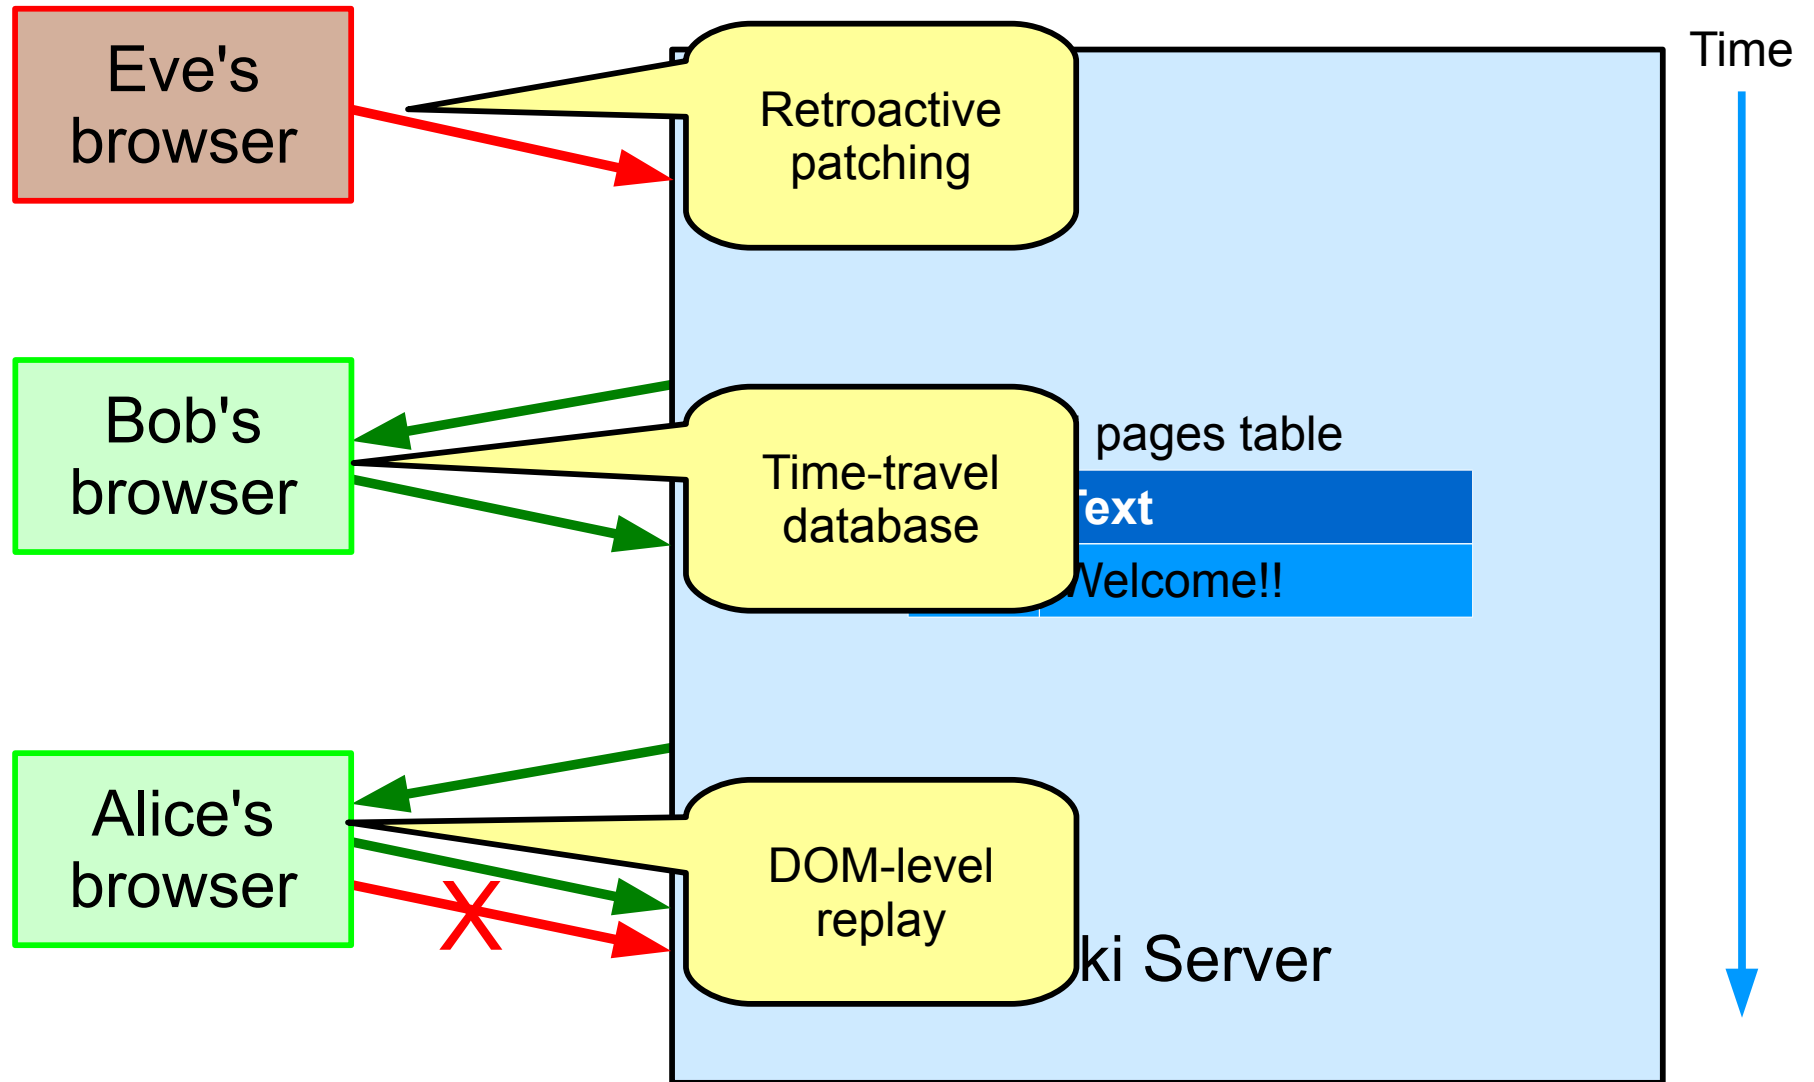 Eve's
browser
Retroactive
patching
Time
Bob's
browser
Time-travel
database
pages table
Text
Welcome!!
Alice's
browser
X
DOM-level
replay
ki Server